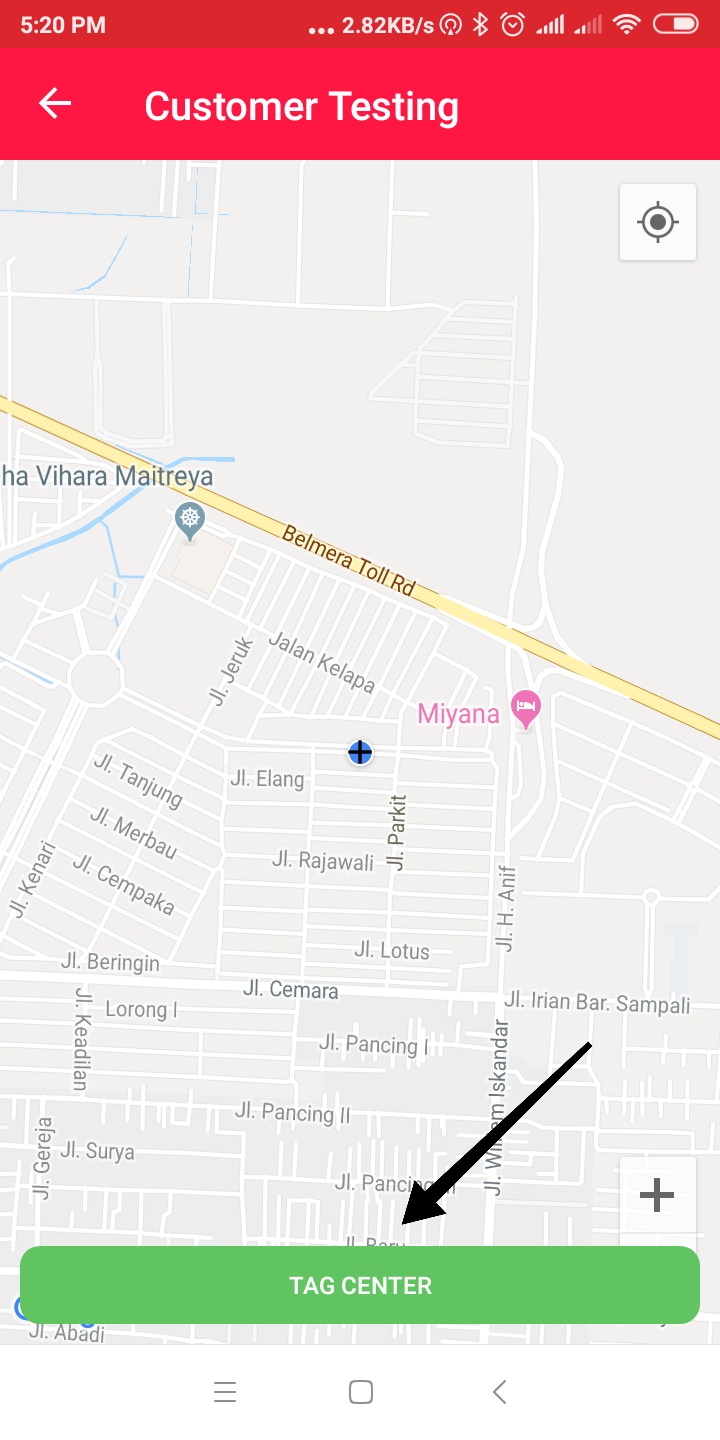 5:20 PM
... 2.82KB/s
Customer Testing
ha Vihara Maitreya
Belmera Toll Rd
Jl. Jeruk
Jalan Kelapa
Miyana
Jl. Tanjung
Jl. Elang
Jl. Merbau
Jl. Parkit
Jl. Rajawali
Jl. Kenari
Jl. Cempaka
Jl. H. Anif
Jl. Lotus
Jl. Beringin
Jl. Cemara
Jl. Irian Bar. Sampali
Lorong I
Jl. Keadilan
Jl. Pancing I
Jl. Pancing II
Jl. Iskandar
Jl. Gereja
Jl. Surya
Jl.
TAG CENTER
Jl. Abadi